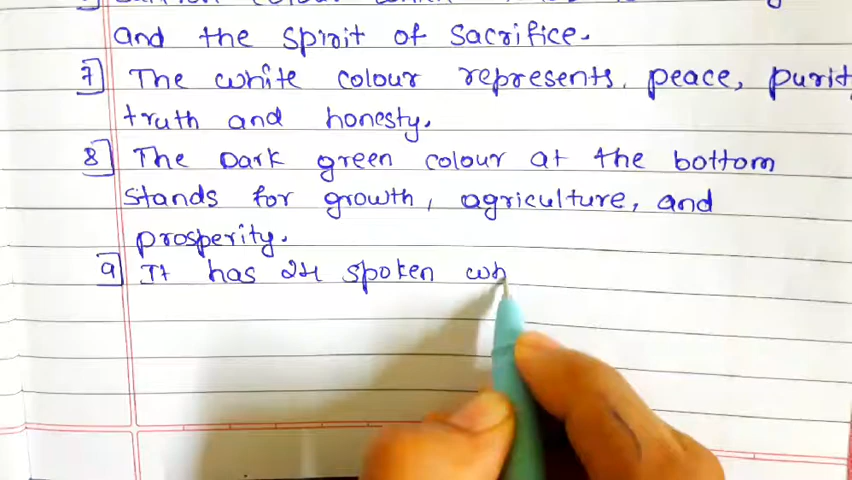 and the spirit of sacrifice.
7] The white colour represents, peace, purit
truth and honesty.
8] The Dark green colour at the bottom
stands for growth, agriculture, and
prosperity.
9] It has 24 spoken wh